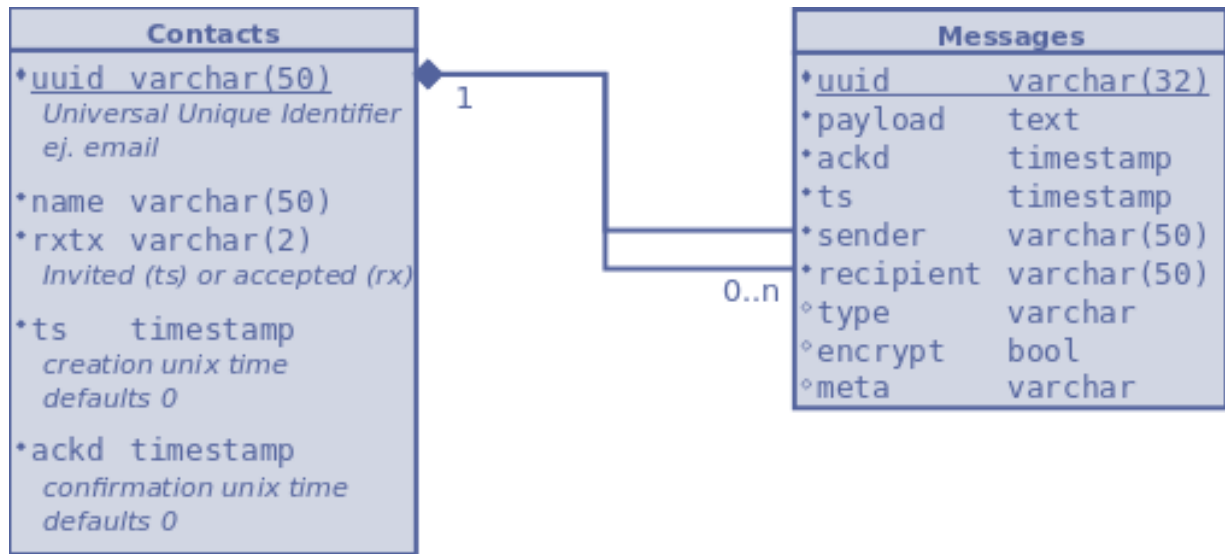 Contacts
uuid varchar(50)
Universal Unique Identifier
ej. email
name varchar(50)
rxtx varchar(2)
Invited (ts) or accepted (rx)
ts timestamp
creation unix time
defaults 0
ackd timestamp
confirmation unix time
defaults 0
1
0..n
Messages
uuid varchar(32)
payload text
ackd timestamp
ts timestamp
sender varchar(50)
recipient varchar(50)
type varchar
encrypt bool
meta varchar